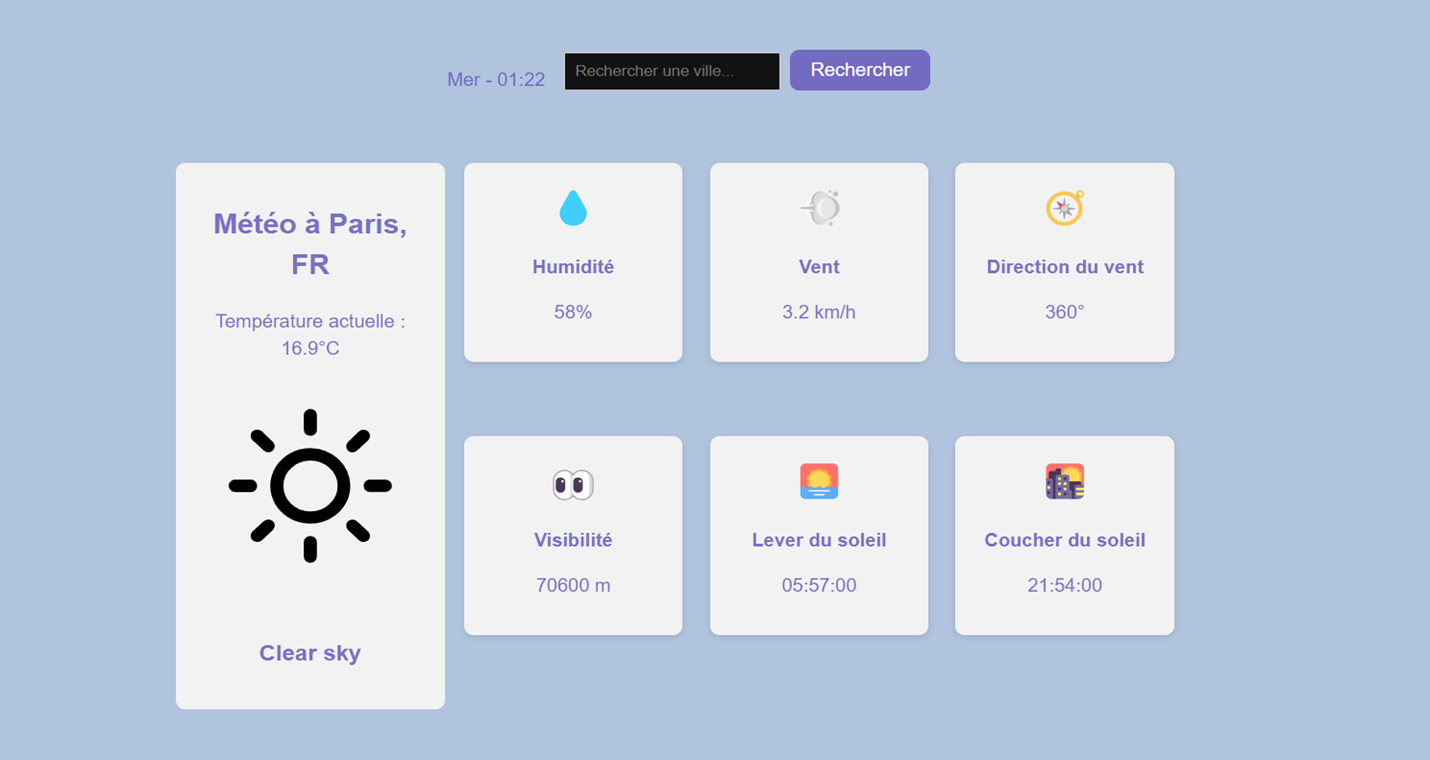 Mer - 01:22
Rechercher une ville...
Rechercher
Météo à Paris,
FR
Température actuelle :
16.9°C
Clear sky
Humidité
58%
Vent
3.2 km/h
Direction du vent
360°
Visibilité
70600 m
Lever du soleil
05:57:00
Coucher du soleil
21:54:00